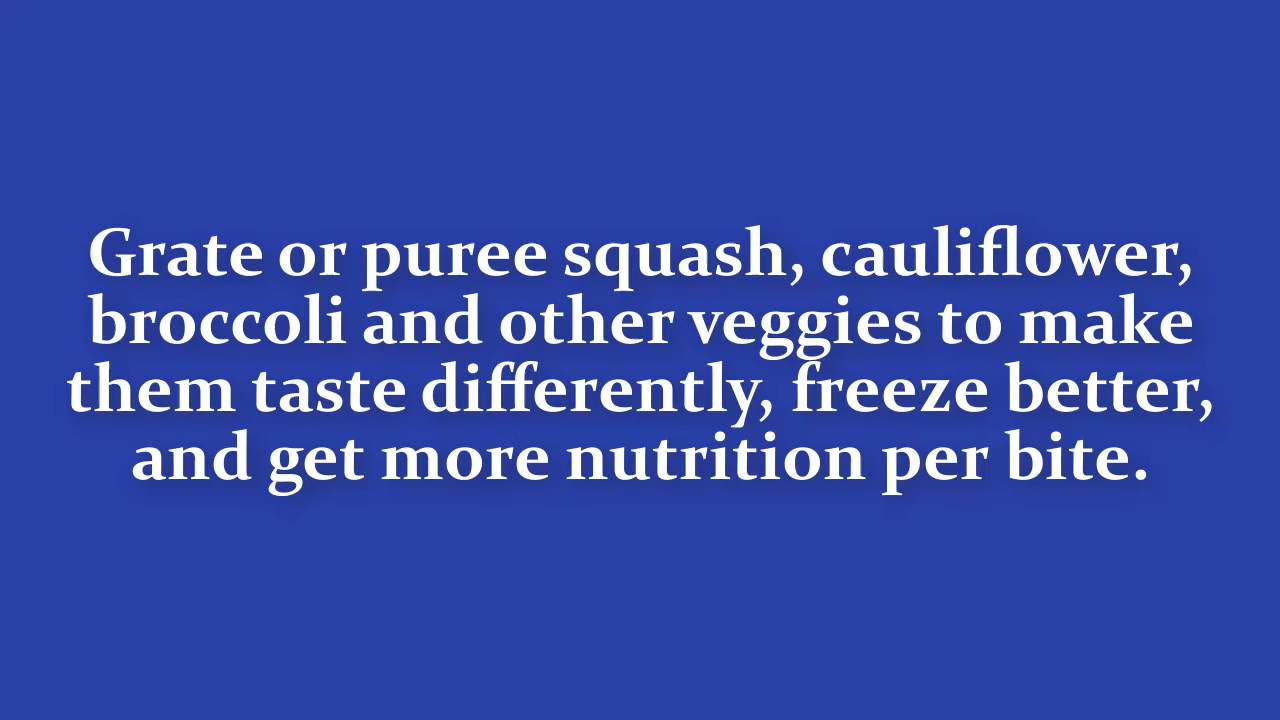 Grate or puree squash, cauliflower,
broccoli and other veggies to make
them taste differently, freeze better,
and get more nutrition per bite.